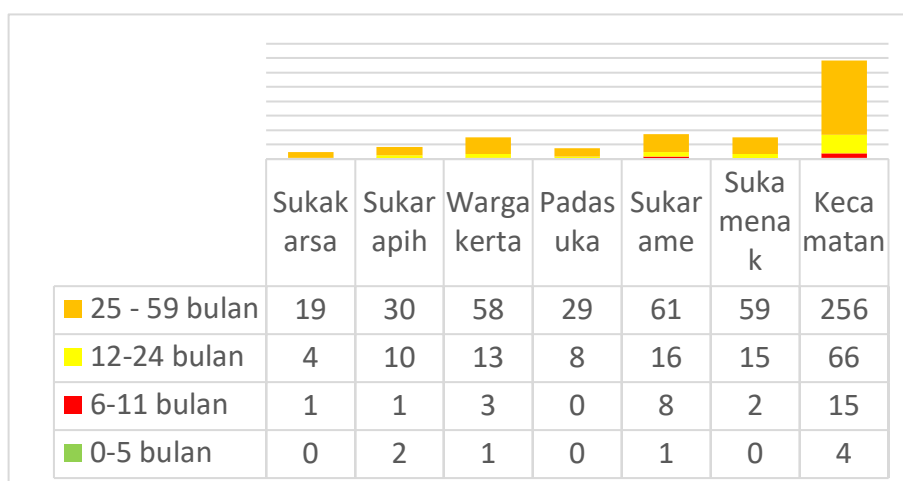 Sukak Sukar Warga Padas Sukar Suka Keca
arsa apih kerta uka ame mena matan
k
25 - 59 bulan 19 30 58 29 61 59 256
12-24 bulan 4 10 13 8 16 15 66
6-11 bulan 1 1 3 0 8 2 15
0-5 bulan 0 2 1 0 1 0 4